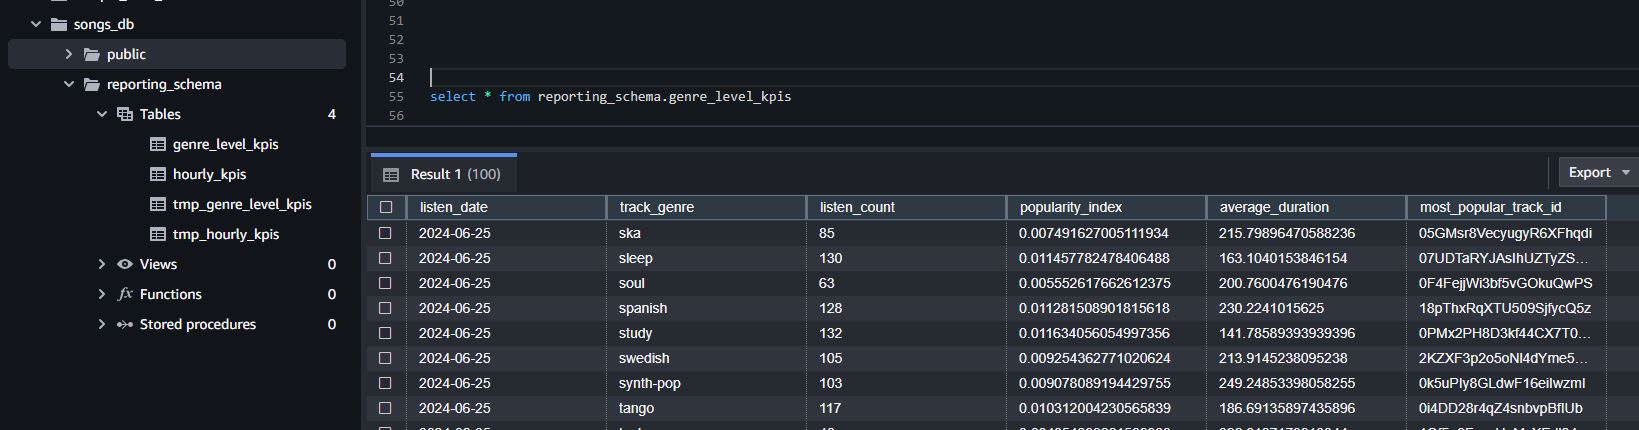 songs_db
public
reporting_schema
Tables 4
genre_level_kpis
hourly_kpis
tmp_genre_level_kpis
tmp_hourly_kpis
Views 0
fx Functions 0
Stored procedures 0
50
51
52
53
54
55 select * from reporting_schema.genre_level_kpis
56
Result 1 (100)
Export
listen_date track_genre listen_count popularity_index average_duration most_popular_track_id
2024-06-25 ska 85 0.007491627005111934 215.79896470588236 05GMsr8VecyugyR6XFhqdi
2024-06-25 sleep 130 0.011457782478406488 163.1040153846154 07UDTaRYJAsIhUZTyZS...
2024-06-25 soul 63 0.005552617662612375 200.7600476190476 0F4FejjWi3bf5vGOkuQwPS
2024-06-25 spanish 128 0.011281508901815618 230.2241015625 18pThxRqXTU509SjfycQ5z
2024-06-25 study 132 0.011634056054997356 141.78589393939396 0PMx2PH8D3kf44CX7T0...
2024-06-25 swedish 105 0.009254362771020624 213.9145238095238 2KZXF3p2o5oNl4dYme5...
2024-06-25 synth-pop 103 0.009078089194429755 249.24853398058255 0k5uPly8GLdwF16eilwzml
2024-06-25 tango 117 0.010312004230565839 186.69135897435896 0i4DD28r4qZ4snbvpBflUb